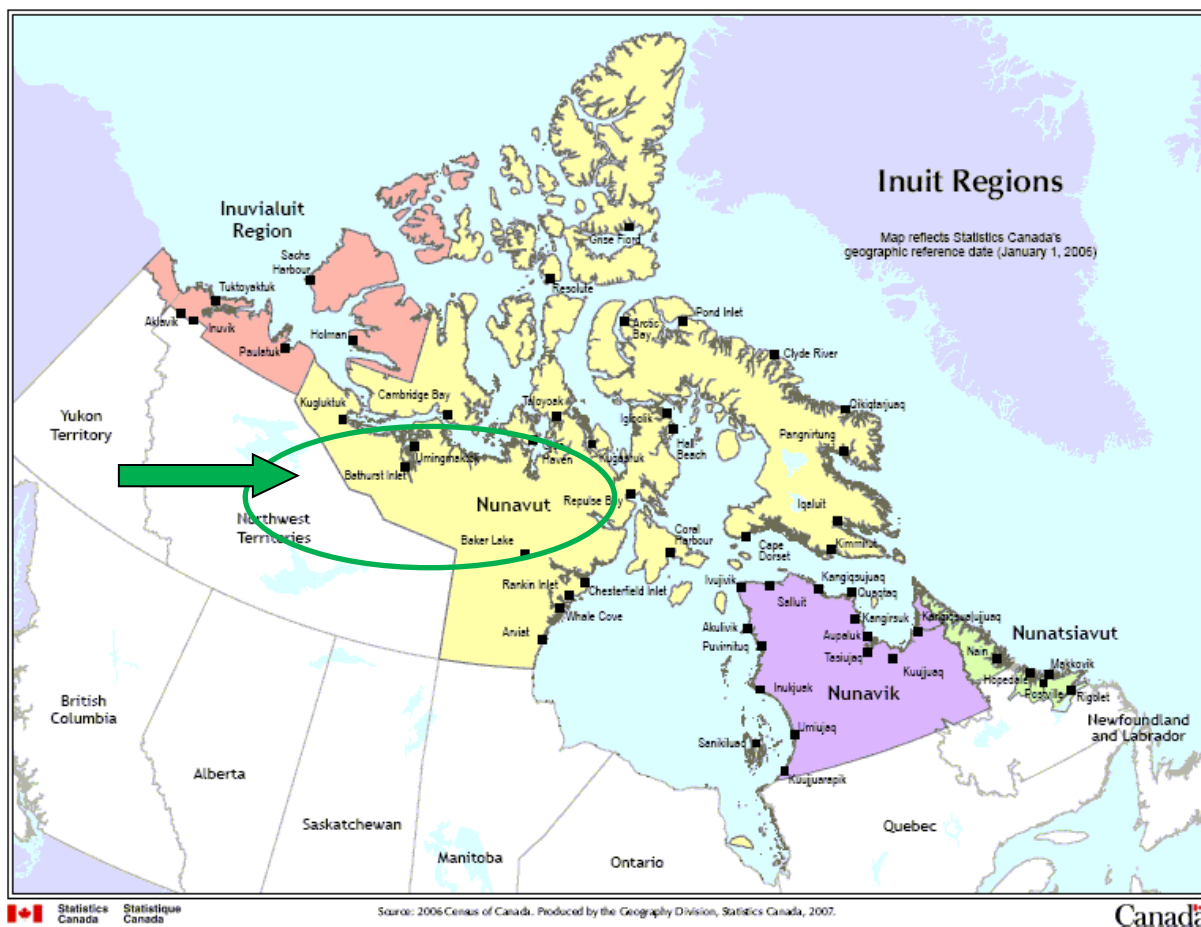 Inuit Regions
Map reflects Statistics Canada's
geographic reference date (January 1, 2006)
Inuvialuit
Region
Grise Fiord
Sachs
Harbour
Resolute
Tuktoyaktuk
Aklavik
Inuvik
Arctic
Bay
Pond Inlet
Holman
Paulatuk
Clyde River
Cambridge Bay
Kugluktuk
Taloyoak
Igloolik
Qikiqtarjuaq
Yukon
Territory
Hall
Beach
Pangnirtung
Umingmaktok
Haven
Kugaaruk
Bathurst Inlet
Nunavut
Repulse Bay
Iqaluit
Northwest
Territories
Baker Lake
Coral
Harbour
Cape
Dorset
Kimmirut
Rankin Inlet
Chesterfield Inlet
Ivujivik
Kangiqsujuaq
Salluit
Quaqtaq
Whale Cove
Kangirsuk
Kangiqsualujjuaq
Arviat
Akulivik
Aupaluk
Nunatsiavut
Puvirnituq
Tasiujaq
Nain
Kuujjuaq
Makkovik
Hopedale
Postville
Rigolet
Inukjuak
Nunavik
British
Columbia
Newfoundland
and Labrador
Umiujaq
Sanikiluaq
Kuujjuarapik
Alberta
Saskatchewan
Manitoba
Ontario
Quebec
Statistics Statistique
Canada Canada
Source: 2006 Census of Canada. Produced by the Geography Division, Statistics Canada, 2007.
Canada